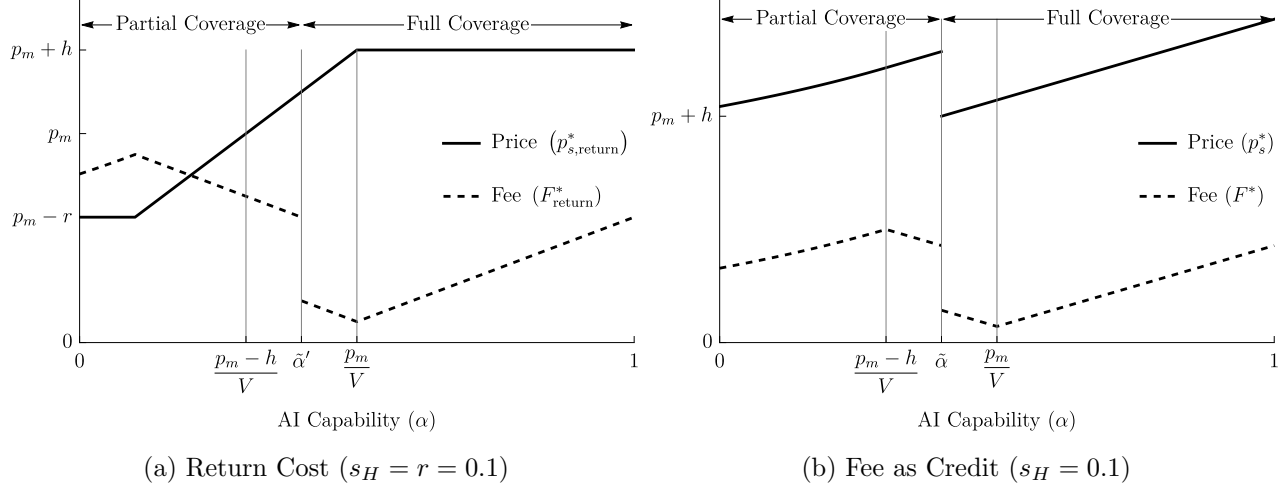 Partial Coverage Full Coverage
p_m + h
p_m
p_m − r
0
Price (p*_{s,return})
Fee (F*_{return})
0 (p_m − h)/V α̃′ p_m/V 1
AI Capability (α)
(a) Return Cost (s_H = r = 0.1)
Partial Coverage Full Coverage
p_m + h
0
Price (p*_s)
Fee (F*)
0 (p_m − h)/V α̃ p_m/V 1
AI Capability (α)
(b) Fee as Credit (s_H = 0.1)